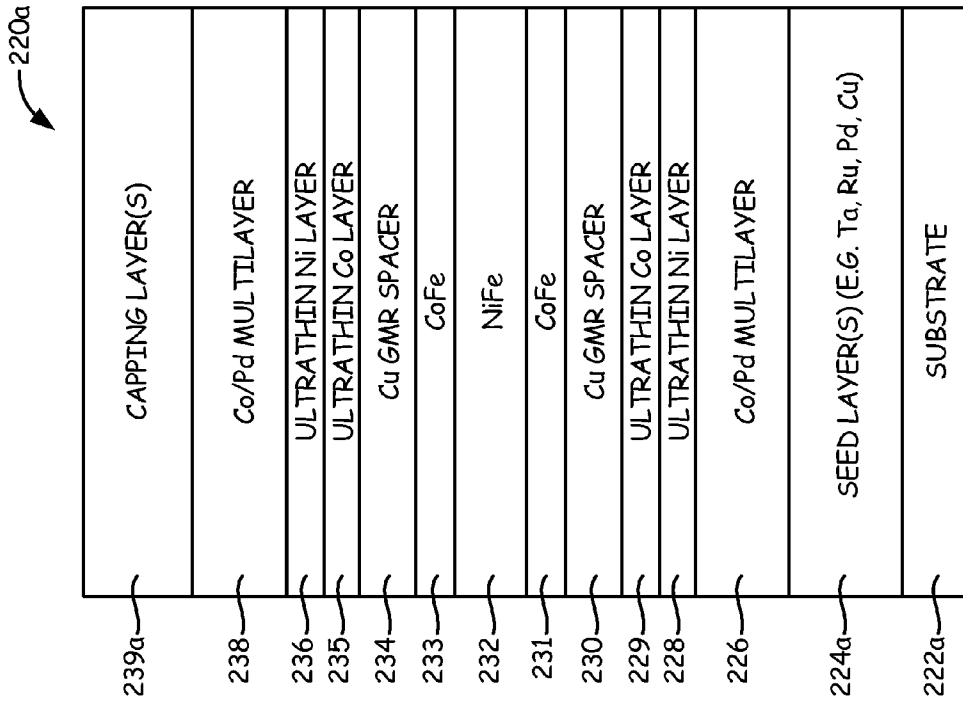 220a
239a CAPPING LAYER(S)
238 Co/Pd MULTILAYER
236 ULTRATHIN Ni LAYER
235 ULTRATHIN Co LAYER
234 Cu GMR SPACER
233 CoFe
232 NiFe
231 CoFe
230 Cu GMR SPACER
229 ULTRATHIN Co LAYER
228 ULTRATHIN Ni LAYER
226 Co/Pd MULTILAYER
224a SEED LAYER(S) (E.G. Ta, Ru, Pd, Cu)
222a SUBSTRATE